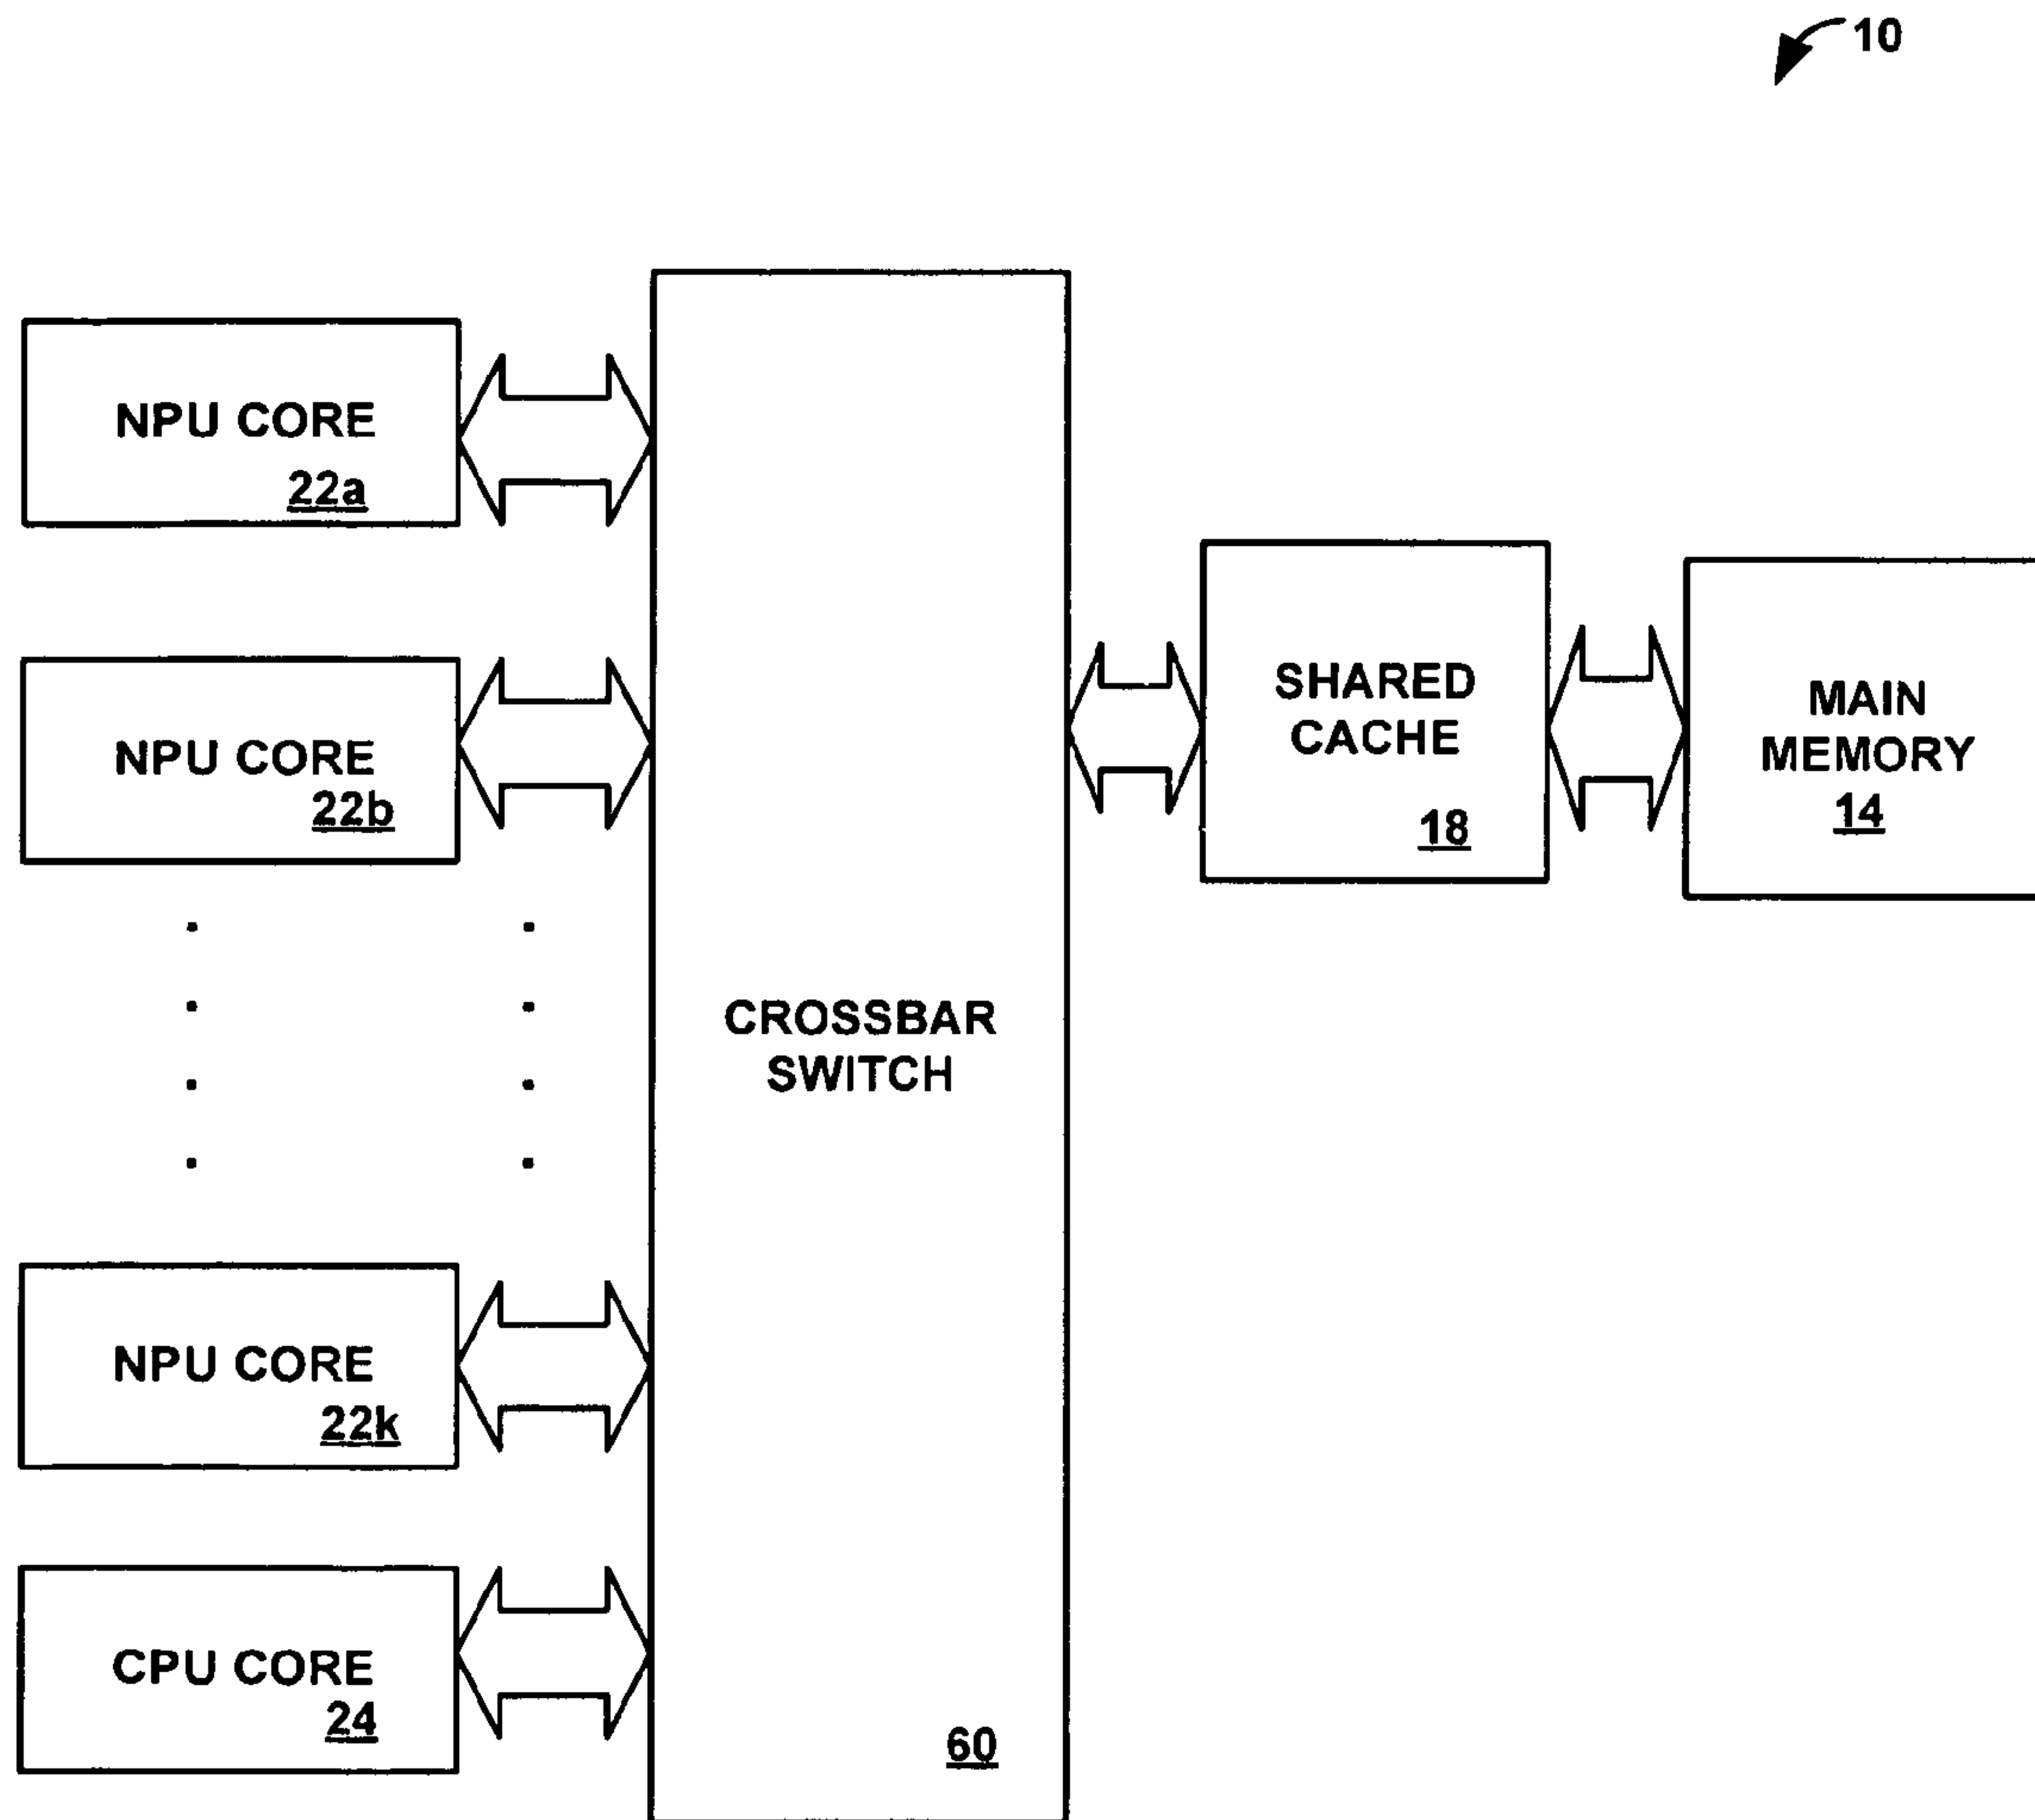 10
NPU CORE
22a
NPU CORE
22b
SHARED
CACHE
18
MAIN
MEMORY
14
CROSSBAR
SWITCH
60
NPU CORE
22k
CPU CORE
24